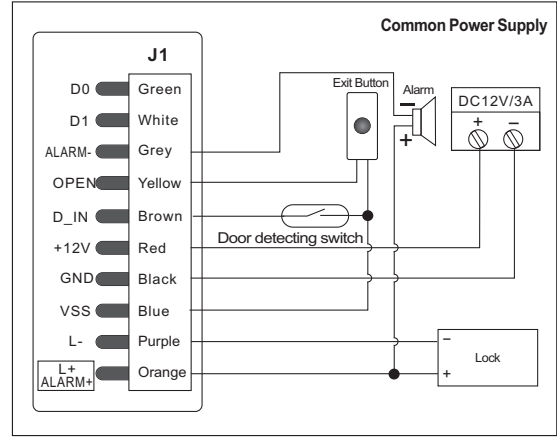 Common Power Supply
J1
D0 Green
D1 White
ALARM- Grey
OPEN Yellow
D_IN Brown
+12V Red
GND Black
VSS Blue
L- Purple
L+
ALARM+
Orange
Exit Button
Alarm
−
+
DC12V/3A
+ −
Door detecting switch
−
Lock
+